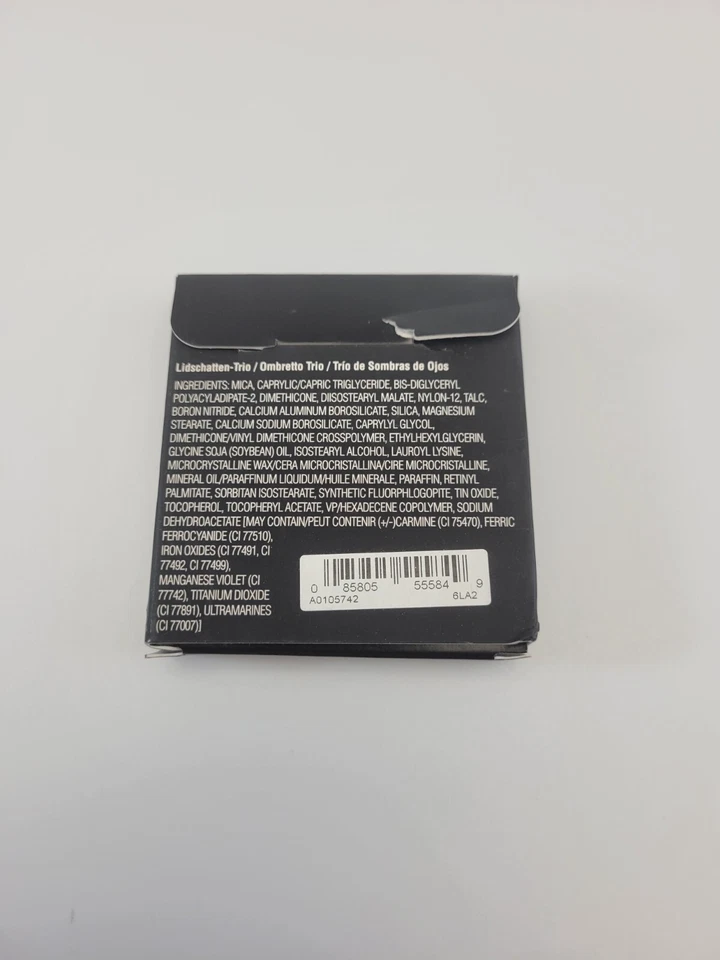 Lidschatten-Trio / Ombretto Trio / Trío de Sombras de Ojos
INGREDIENTS: MICA, CAPRYLIC/CAPRIC TRIGLYCERIDE, BIS-DIGLYCERYL
POLYACYLADIPATE-2, DIMETHICONE, DIISOSTEARYL MALATE, NYLON-12, TALC,
BORON NITRIDE, CALCIUM ALUMINUM BOROSILICATE, SILICA, MAGNESIUM
STEARATE, CALCIUM SODIUM BOROSILICATE, CAPRYLYL GLYCOL,
DIMETHICONE/VINYL DIMETHICONE CROSSPOLYMER, ETHYLHEXYLGLYCERIN,
GLYCINE SOJA (SOYBEAN) OIL, ISOSTEARYL ALCOHOL, LAUROYL LYSINE,
MICROCRYSTALLINE WAX/CERA MICROCRISTALLINA/CIRE MICROCRISTALLINE,
MINERAL OIL/PARAFFINUM LIQUIDUM/HUILE MINERALE, PARAFFIN, RETINYL
PALMITATE, SORBITAN ISOSTEARATE, SYNTHETIC FLUORPHLOGOPITE, TIN OXIDE,
TOCOPHEROL, TOCOPHERYL ACETATE, VP/HEXADECENE COPOLYMER, SODIUM
DEHYDROACETATE [MAY CONTAIN/PEUT CONTENIR (+/-)CARMINE (CI 75470), FERRIC
FERROCYANIDE (CI 77510),
IRON OXIDES (CI 77491, CI
77492, CI 77499),
MANGANESE VIOLET (CI
77742), TITANIUM DIOXIDE
(CI 77891), ULTRAMARINES
(CI 77007)]
0 85805 55584 9
A0105742 6LA2